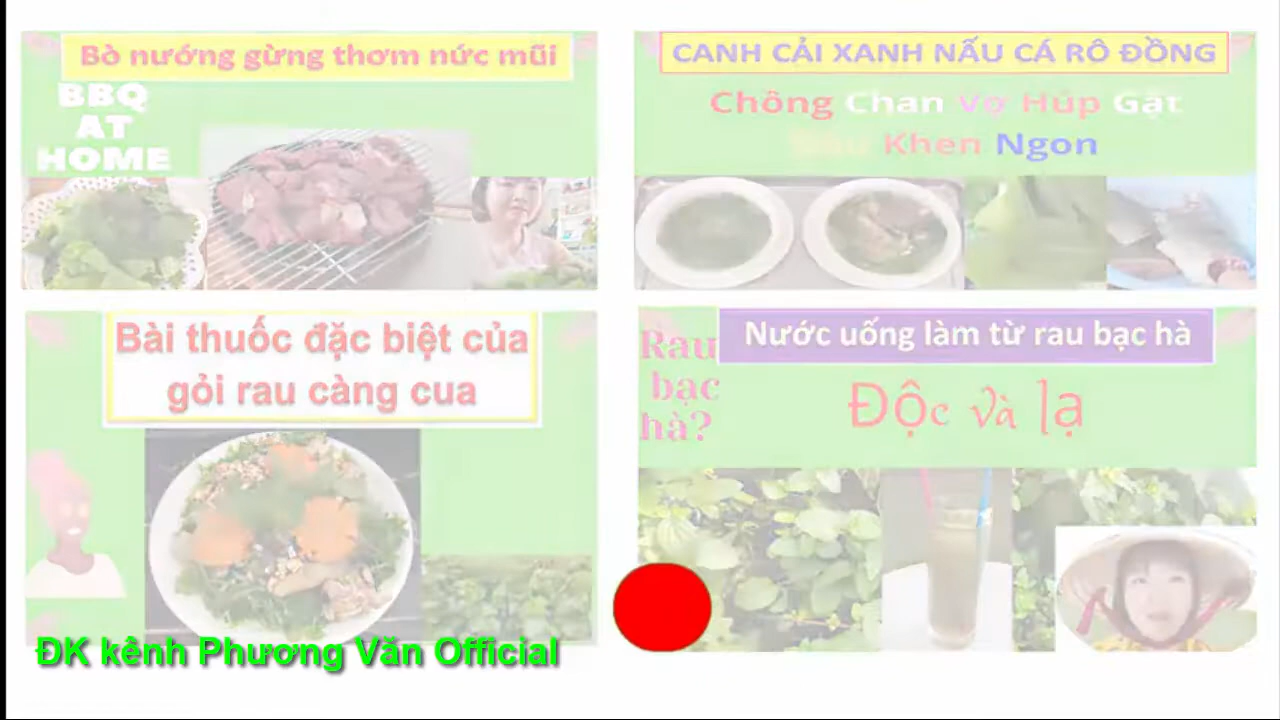 Bò nướng gừng thơm nức mũi
BBQ
AT
HOME
CANH CẢI XANH NẤU CÁ RÔ ĐỒNG
Chồng Chan Vợ Húp Gật
Khen Ngon
Bài thuốc đặc biệt của
gỏi rau càng cua
Rau
bạc
hà?
Nước uống làm từ rau bạc hà
Độc và lạ
ĐK kênh Phương Văn Official